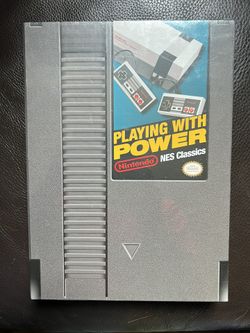 PLAYING WITH
POWER
Nintendo NES Classics